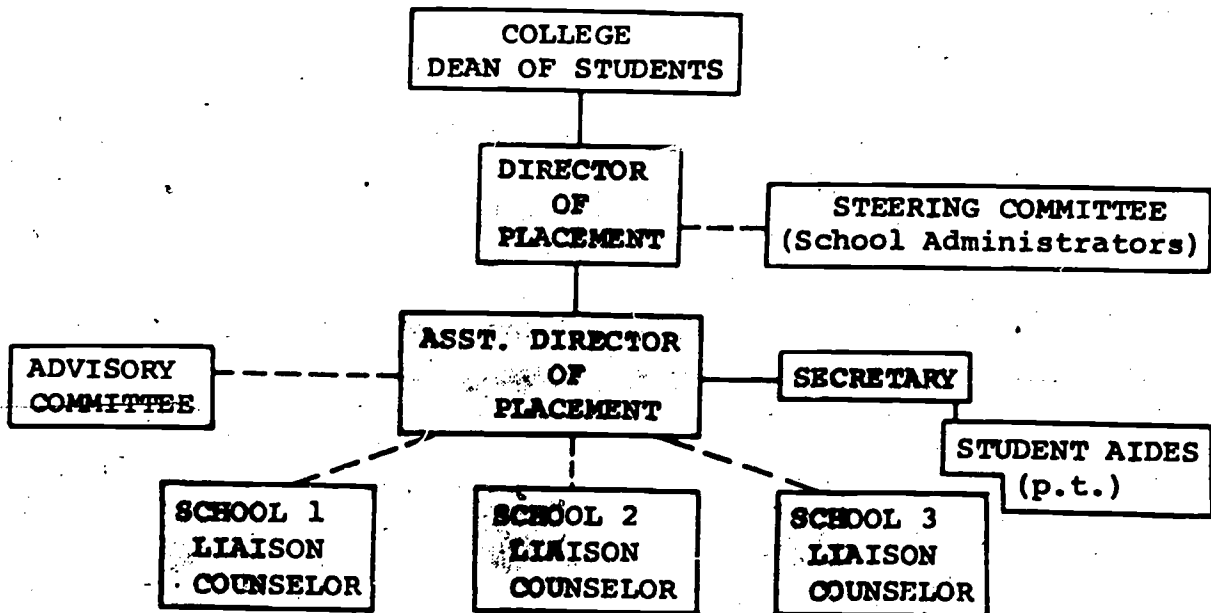 COLLEGE
DEAN OF STUDENTS
DIRECTOR
OF
PLACEMENT
STEERING COMMITTEE
(School Administrators)
ASST. DIRECTOR
OF
PLACEMENT
ADVISORY
COMMITTEE
SECRETARY
STUDENT AIDES
(p.t.)
SCHOOL 1
LIAISON
COUNSELOR
SCHOOL 2
LIAISON
COUNSELOR
SCHOOL 3
LIAISON
COUNSELOR